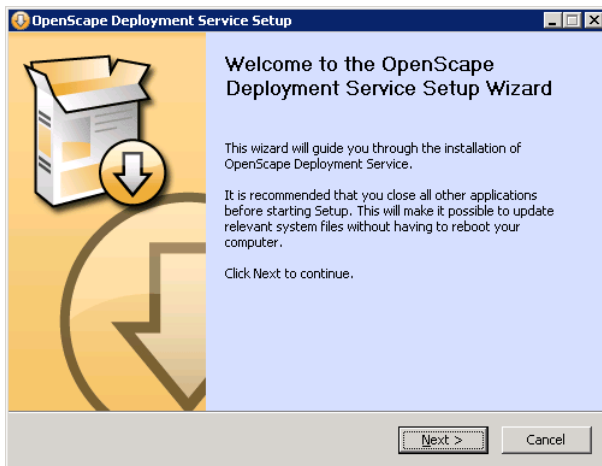 OpenScape Deployment Service Setup
Welcome to the OpenScape
Deployment Service Setup Wizard
This wizard will guide you through the installation of
OpenScape Deployment Service.
It is recommended that you close all other applications
before starting Setup. This will make it possible to update
relevant system files without having to reboot your
computer.
Click Next to continue.
Next >
Cancel